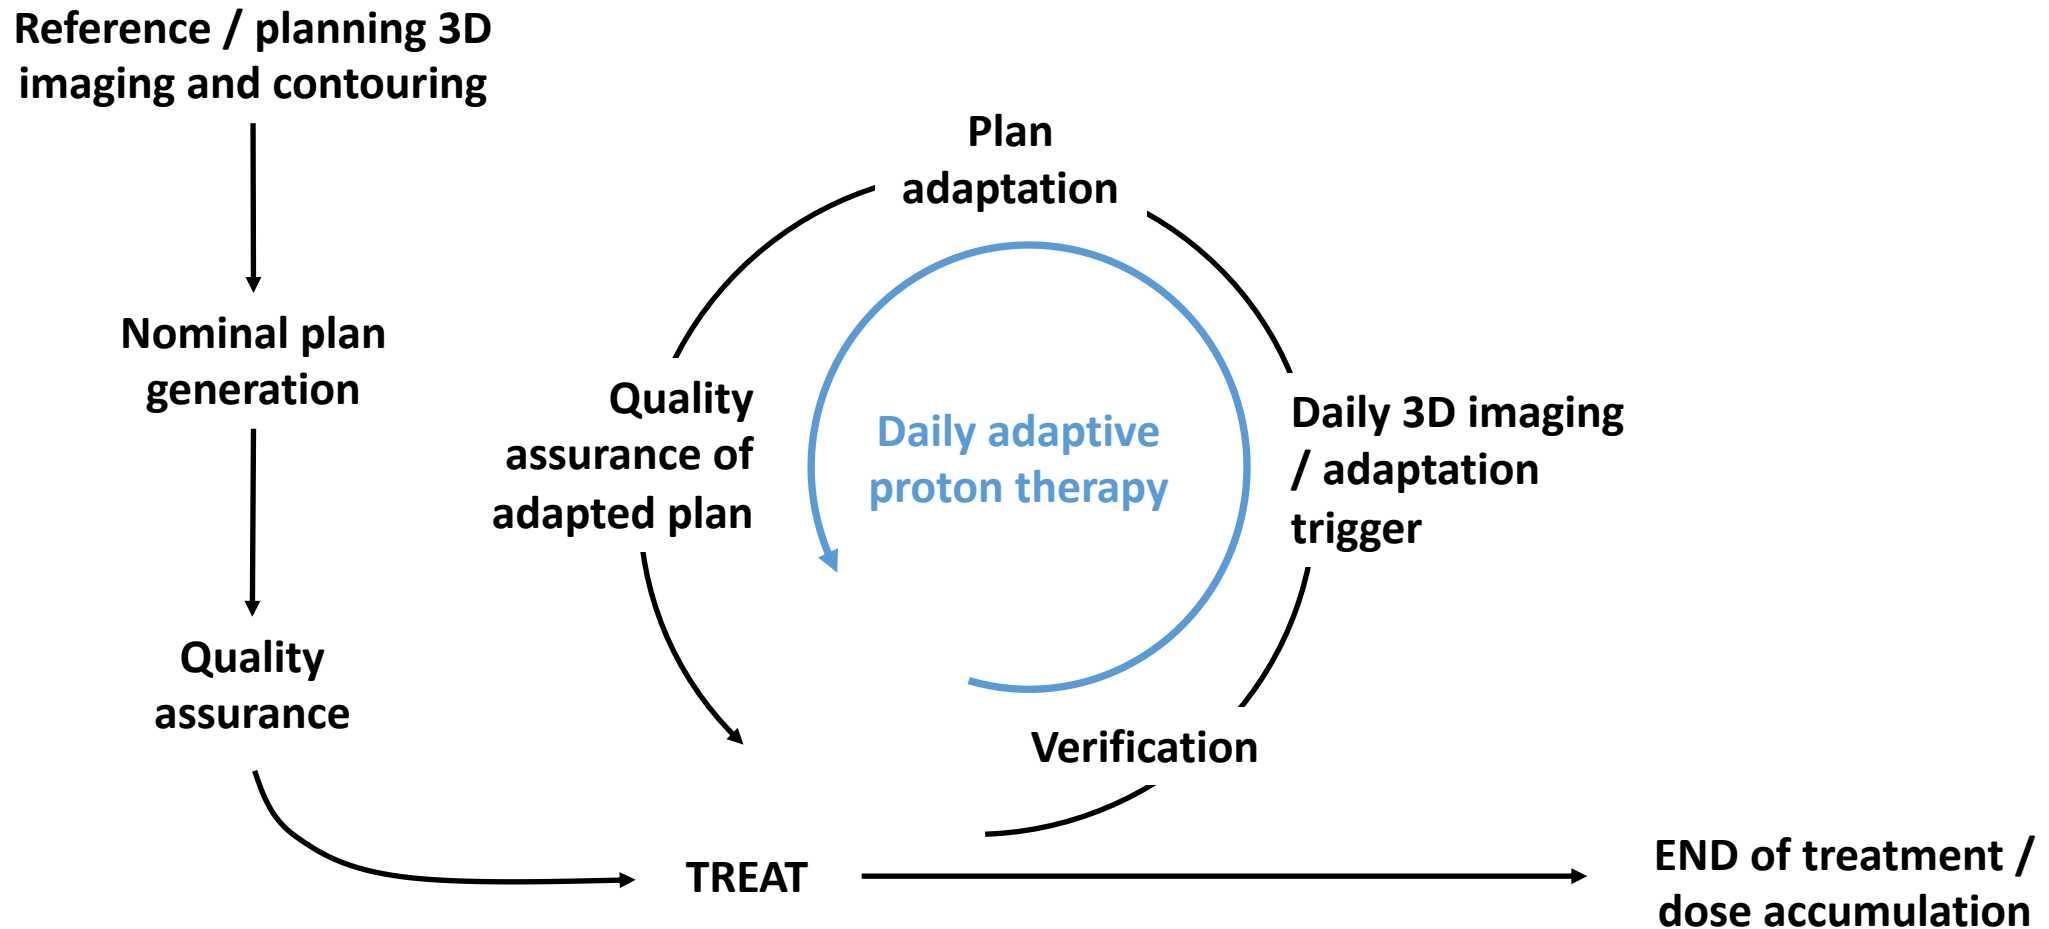 Reference / planning 3D
imaging and contouring
Nominal plan
generation
Quality
assurance
TREAT
Verification
Daily 3D imaging
/ adaptation
trigger
Plan
adaptation
Quality
assurance of
adapted plan
Daily adaptive
proton therapy
END of treatment /
dose accumulation